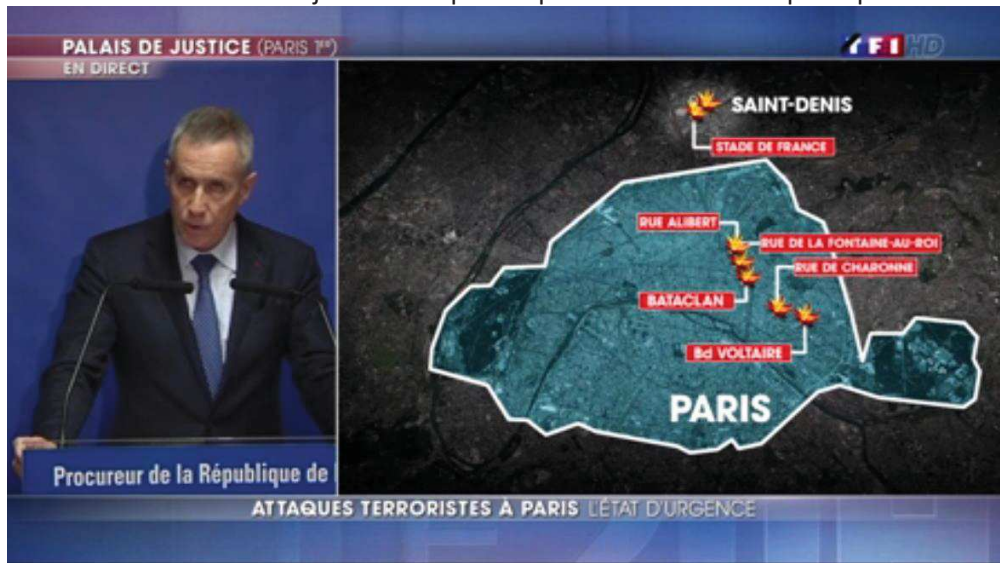 PALAIS DE JUSTICE (PARIS 1er)
TF1 HD
EN DIRECT
SAINT-DENIS
STADE DE FRANCE
RUE ALIBERT
RUE DE LA FONTAINE-AU-ROI
RUE DE CHARONNE
BATACLAN
Bd VOLTAIRE
PARIS
Procureur de la République de
ATTAQUES TERRORISTES À PARIS L'ÉTAT D'URGENCE